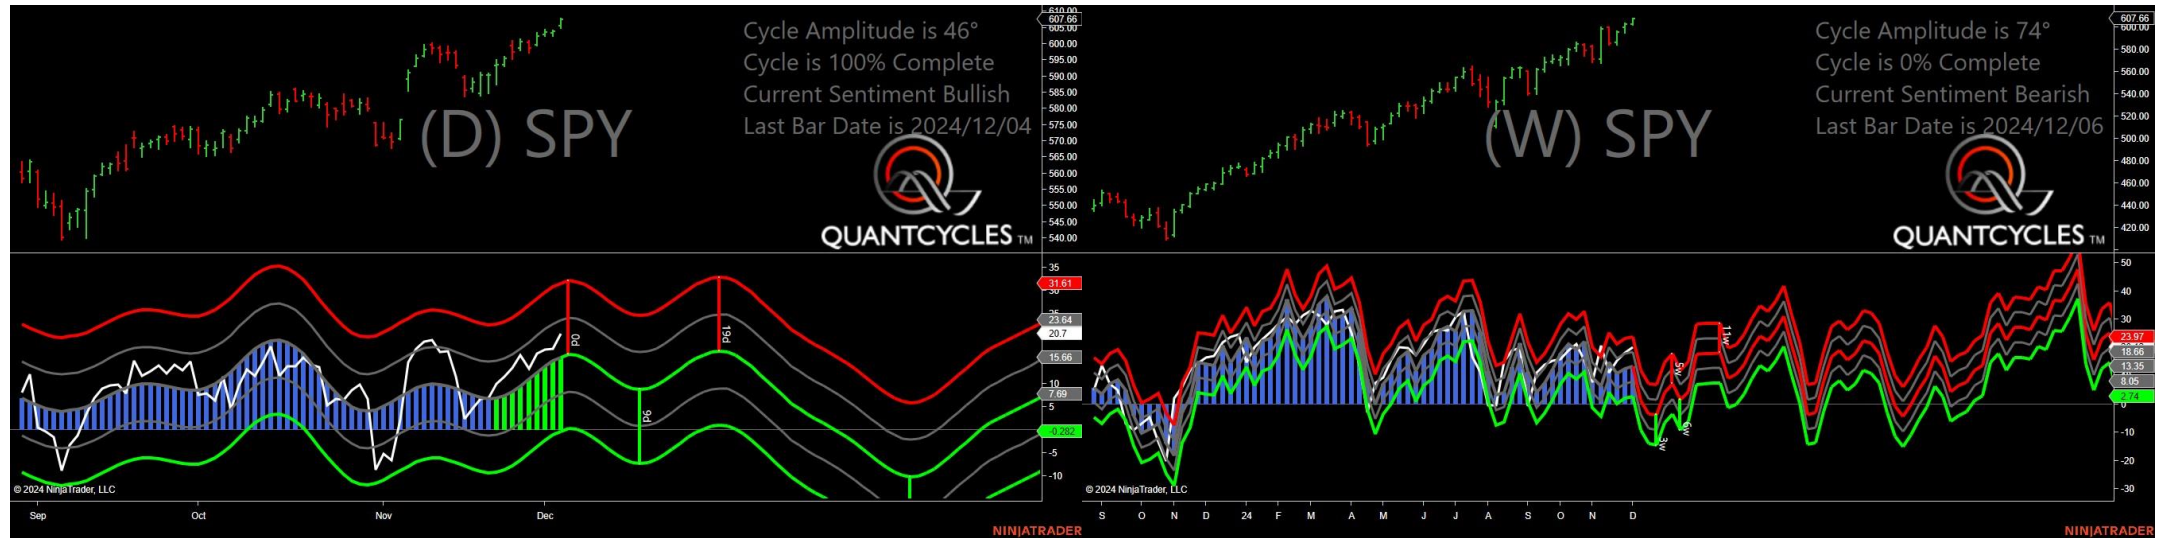 Cycle Amplitude is 46°
Cycle is 100% Complete
Current Sentiment Bullish
Last Bar Date is 2024/12/04
(D) SPY
QUANTCYCLES TM
610.00
607.66
605.00
600.00
595.00
590.00
585.00
580.00
575.00
570.00
565.00
560.00
555.00
550.00
545.00
540.00
35
31.61
30
23.64
20.7
15.66
10
7.69
5
-0.282
-5
-10
0d
9d
19d
© 2024 NinjaTrader, LLC
Sep Oct Nov Dec
NINJATRADER
Cycle Amplitude is 74°
Cycle is 0% Complete
Current Sentiment Bearish
Last Bar Date is 2024/12/06
(W) SPY
QUANTCYCLES TM
607.66
600.00
580.00
560.00
540.00
520.00
500.00
480.00
460.00
440.00
420.00
50
40
30
23.97
18.66
13.35
8.05
2.74
0
-10
-20
-30
3w
5w
6w
11w
© 2024 NinjaTrader, LLC
S O N D 24 F M A M J J A S O N D
NINJATRADER